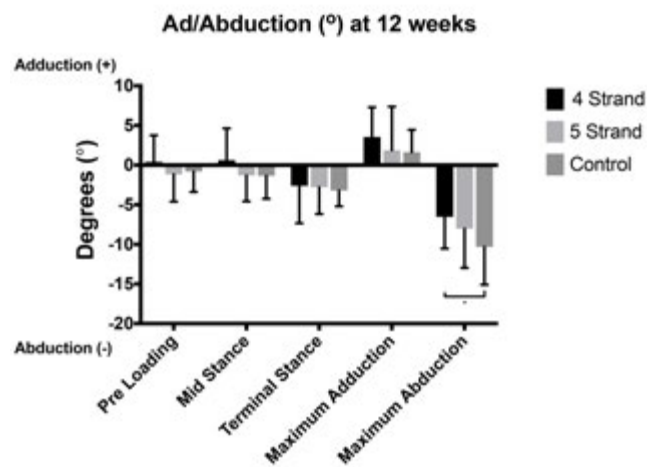 Ad/Abduction (º) at 12 weeks
Adduction (+)
10
5
0
-5
-10
-15
-20
Degrees (°)
Abduction (-)
Pre Loading
Mid Stance
Terminal Stance
Maximum Adduction
Maximum Abduction
4 Strand
5 Strand
Control